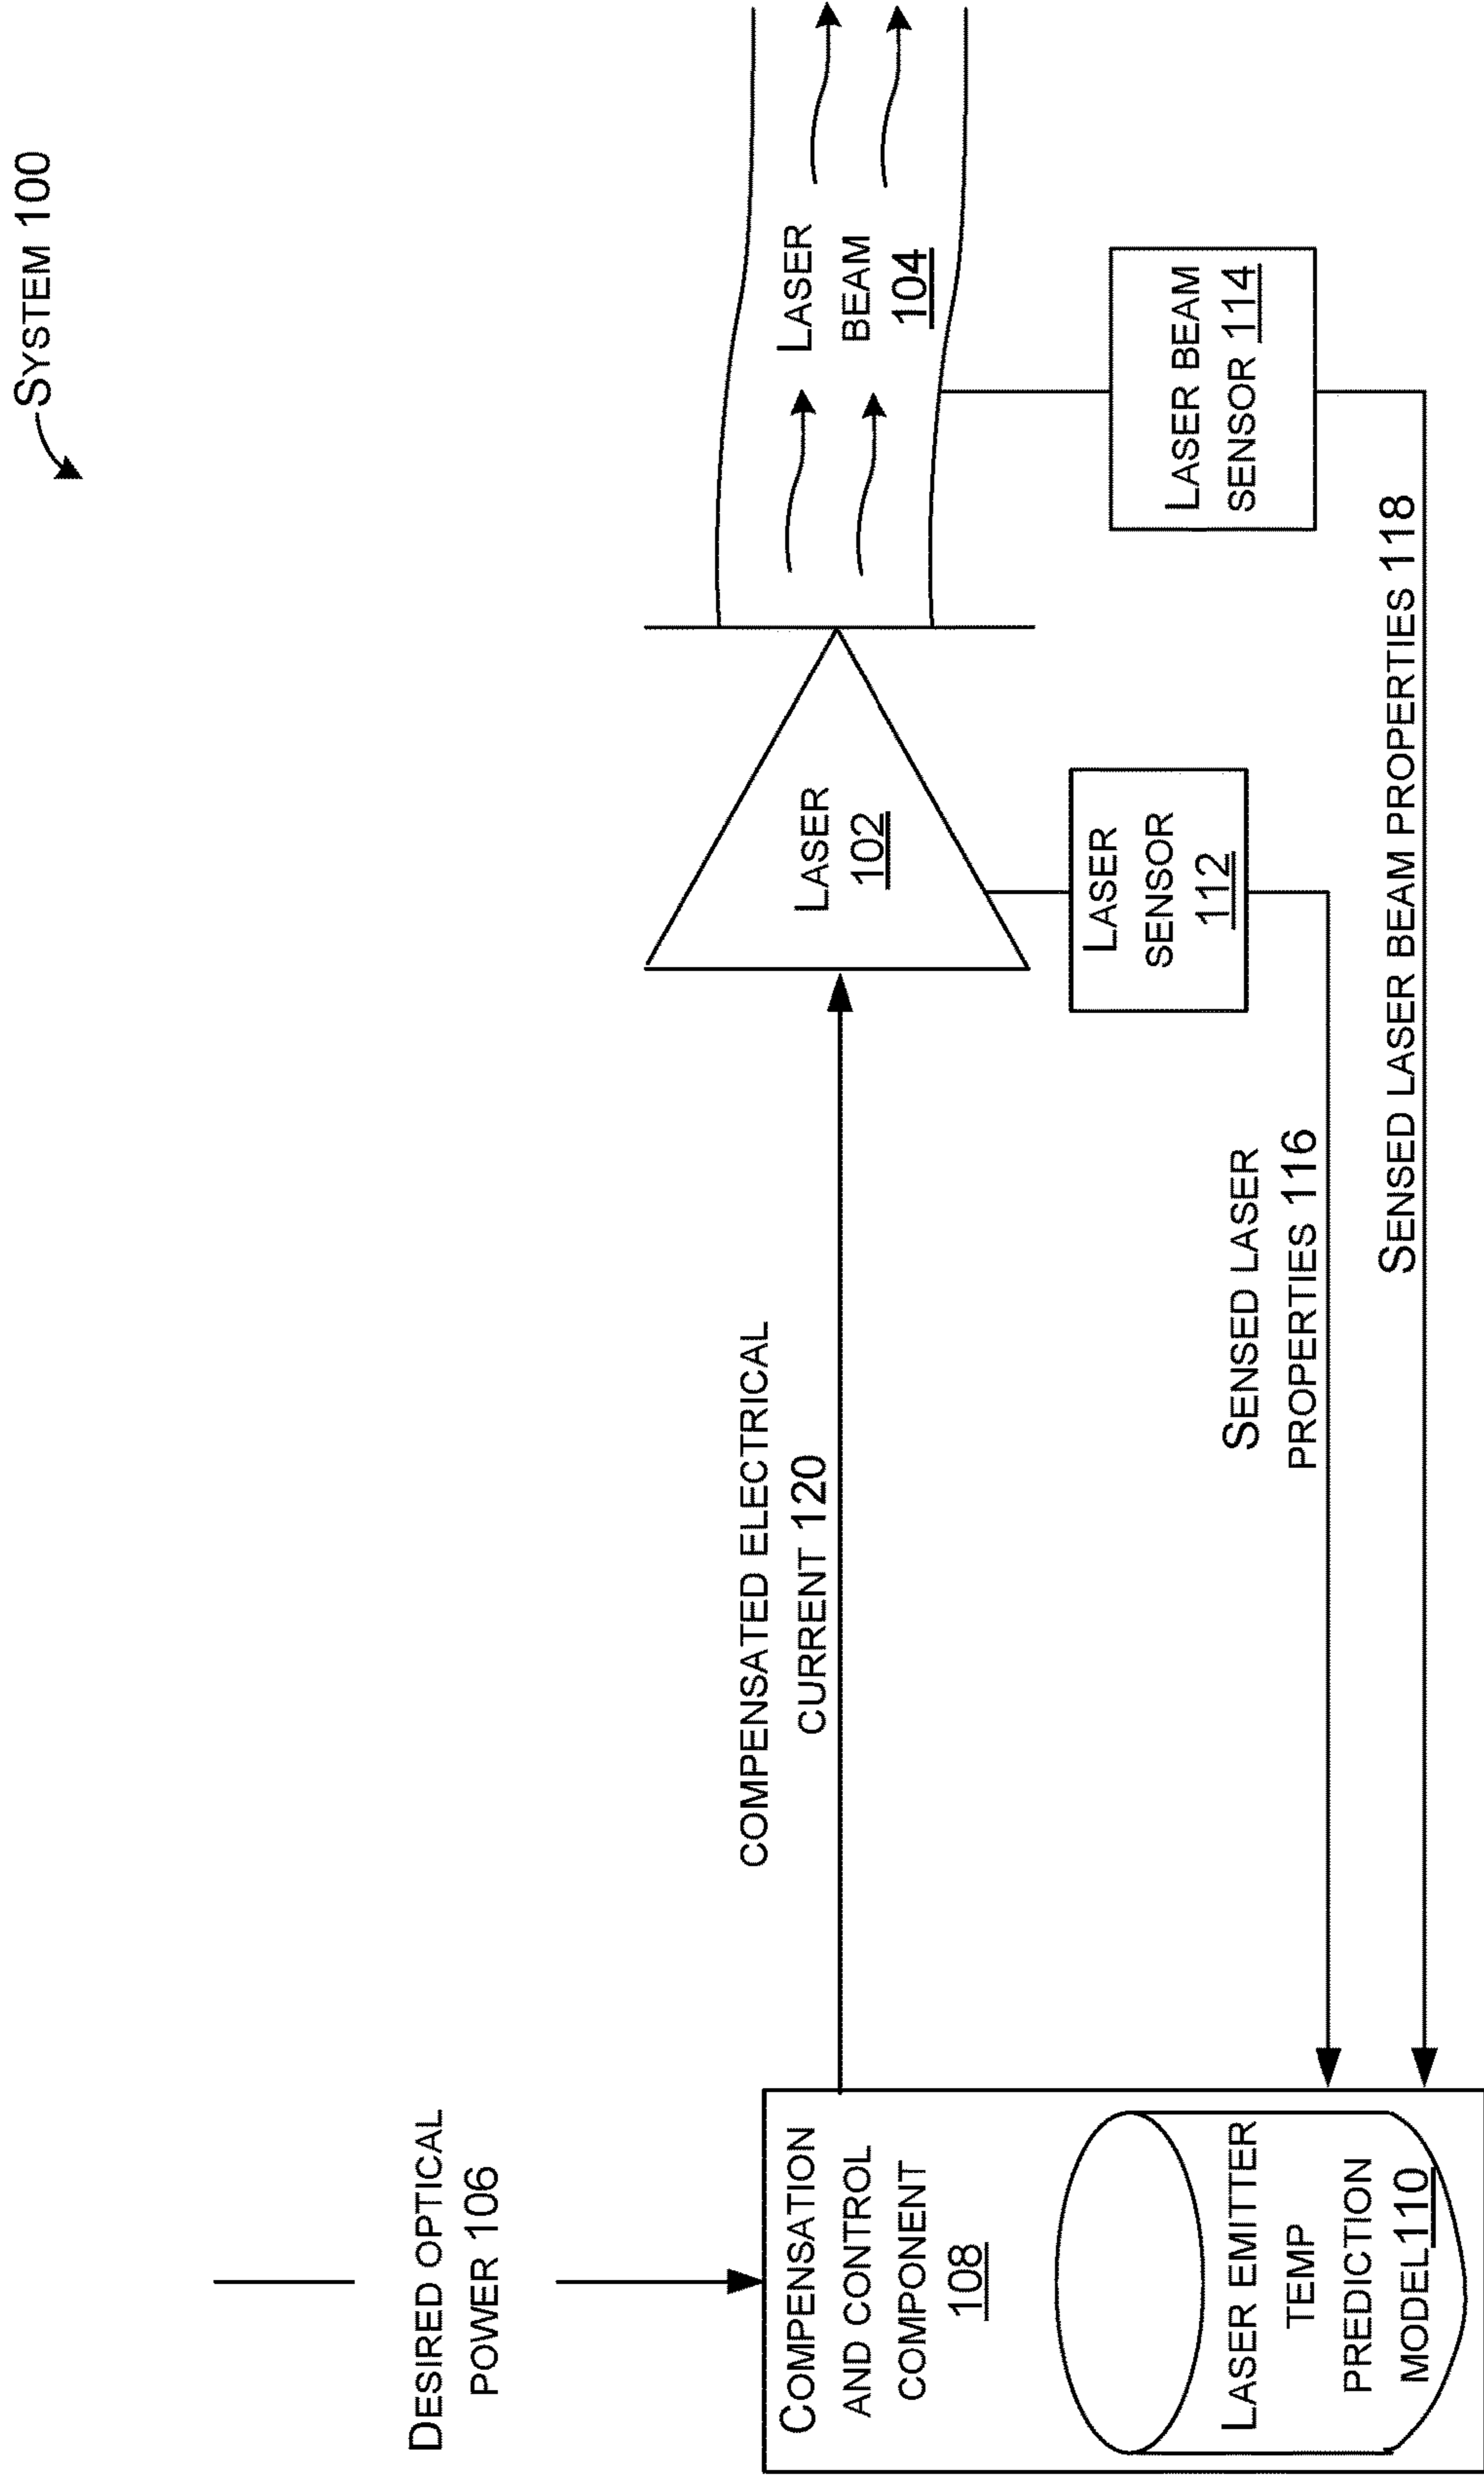 SYSTEM 100
DESIRED OPTICAL
POWER 106
COMPENSATION
AND CONTROL
COMPONENT
108
LASER EMITTER
TEMP
PREDICTION
MODEL110
COMPENSATED ELECTRICAL
CURRENT 120
LASER
102
LASER
BEAM
104
LASER
SENSOR
112
LASER BEAM
SENSOR 114
SENSED LASER
PROPERTIES 116
SENSED LASER BEAM PROPERTIES 118